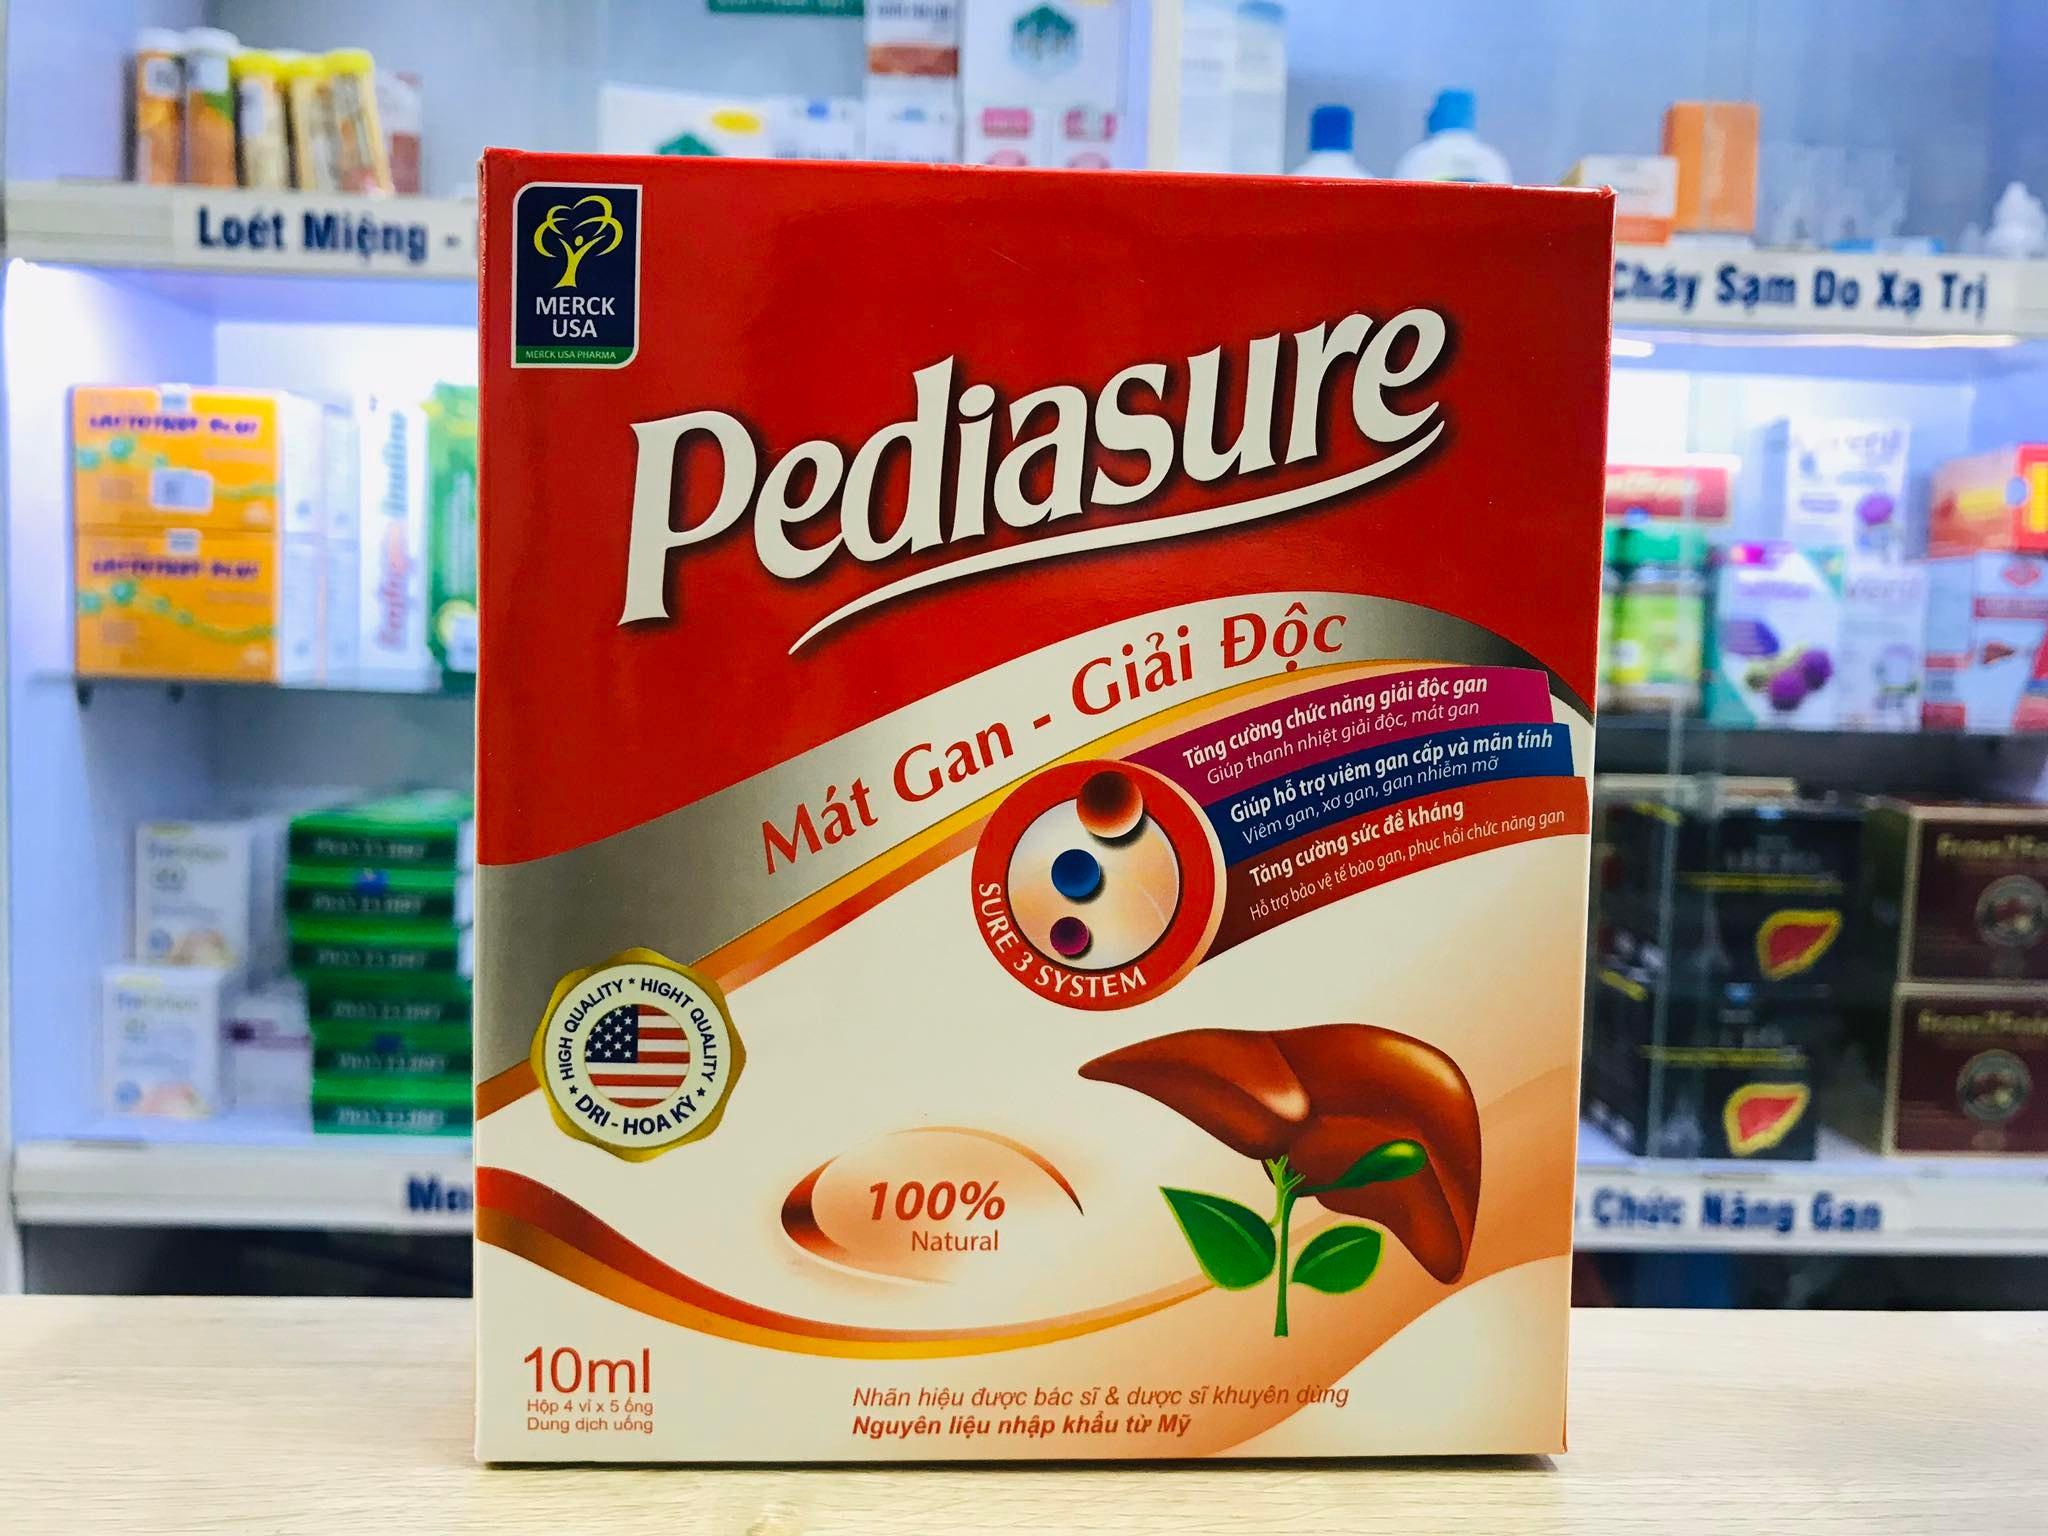 Loét Miệng -
Cháy Sạm Do Xạ Trị
MERCK
USA
MERCK USA PHARMA
Pediasure
Mát Gan - Giải Độc
Tăng cường chức năng giải độc gan
Giúp thanh nhiệt giải độc, mát gan
Giúp hỗ trợ viêm gan cấp và mãn tính
Viêm gan, xơ gan, gan nhiễm mỡ
Tăng cường sức đề kháng
Hỗ trợ bảo vệ tế bào gan, phục hồi chức năng gan
SURE 3 SYSTEM
HIGH QUALITY * HIGHT QUALITY
DRI - HOA KỲ
100%
Natural
Chức Năng Gan
10ml
Hộp 4 vỉ x 5 ống
Dung dịch uống
Nhãn hiệu được bác sĩ & dược sĩ khuyên dùng
Nguyên liệu nhập khẩu từ Mỹ